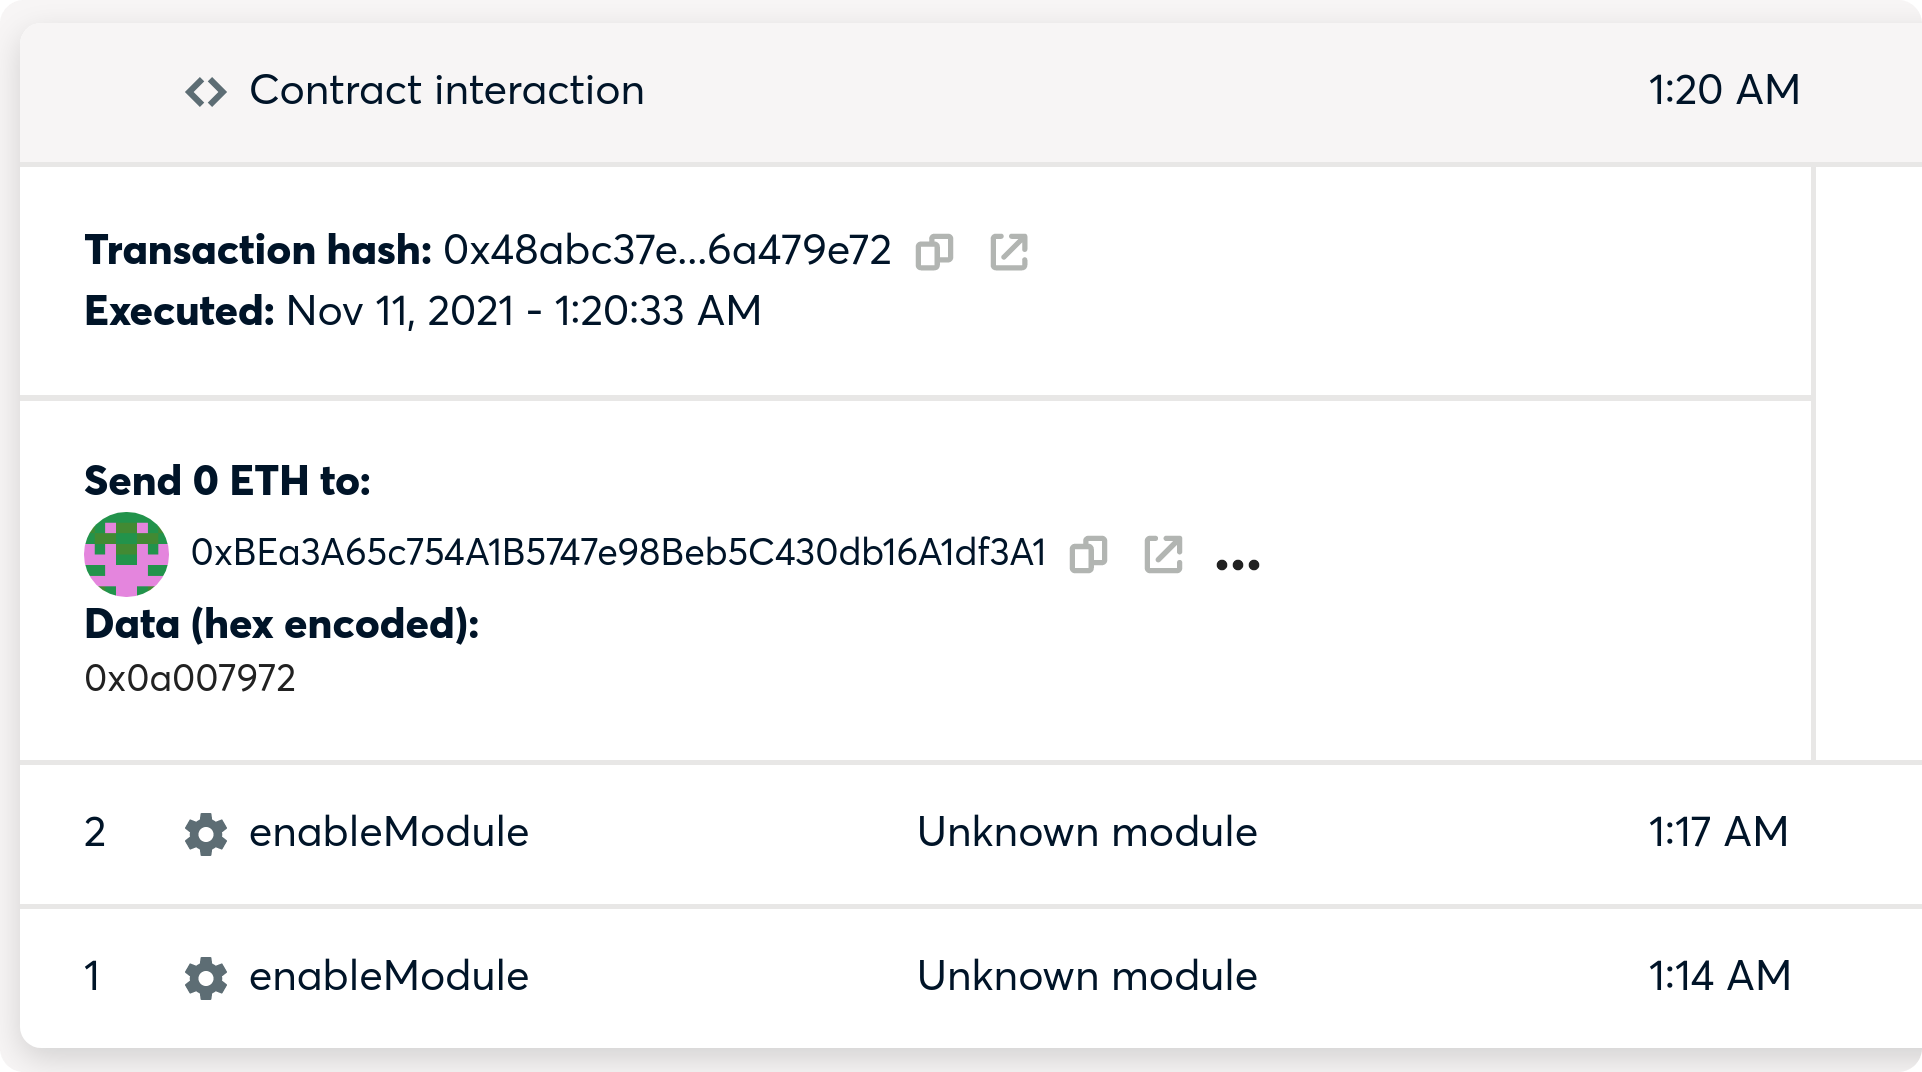 Contract interaction 1:20 AM
Transaction hash: 0x48abc37e...6a479e72
Executed: Nov 11, 2021 - 1:20:33 AM
Send 0 ETH to:
0xBEa3A65c754A1B5747e98Beb5C430db16A1df3A1
Data (hex encoded):
0x0a007972
2 enableModule Unknown module 1:17 AM
1 enableModule Unknown module 1:14 AM